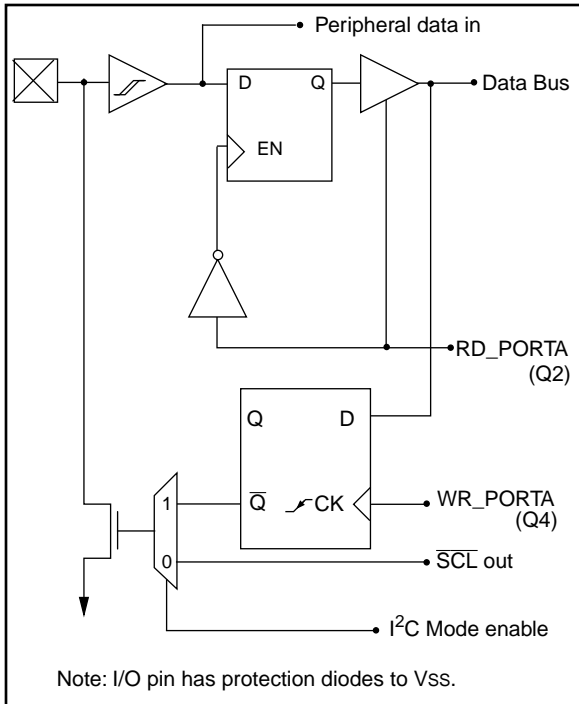 Peripheral data in
D
Q
Data Bus
EN
RD_PORTA
(Q2)
Q
D
1
Q̅
CK
WR_PORTA
(Q4)
0
S̅C̅L̅ out
I²C Mode enable
Note: I/O pin has protection diodes to VSS.